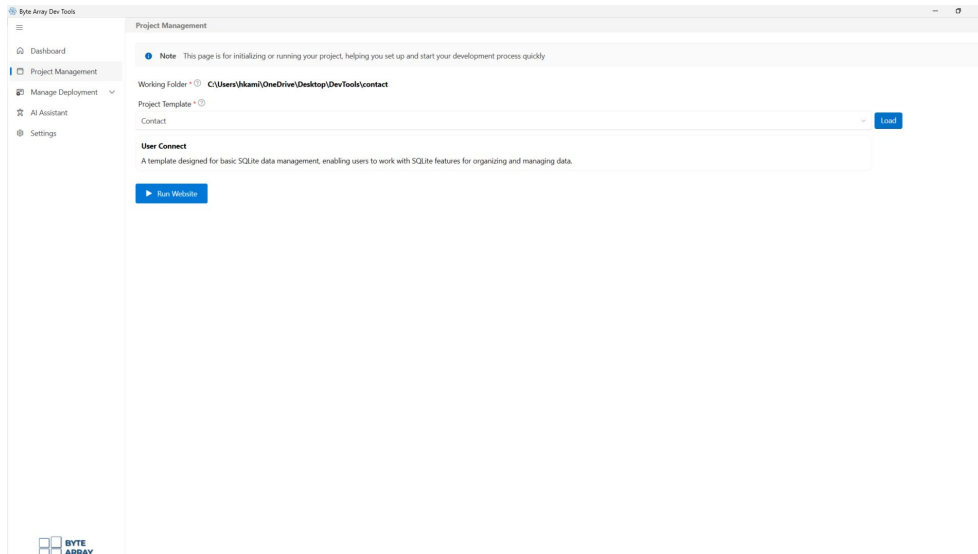 Byte Array Dev Tools
Project Management
Dashboard
Project Management
Manage Deployment
AI Assistant
Settings
Note This page is for initializing or running your project, helping you set up and start your development process quickly
Working Folder * C:\Users\hkami\OneDrive\Desktop\DevTools\contact
Project Template *
Contact
Load
User Connect
A template designed for basic SQLite data management, enabling users to work with SQLite features for organizing and managing data.
Run Website
BYTE
ARRAY